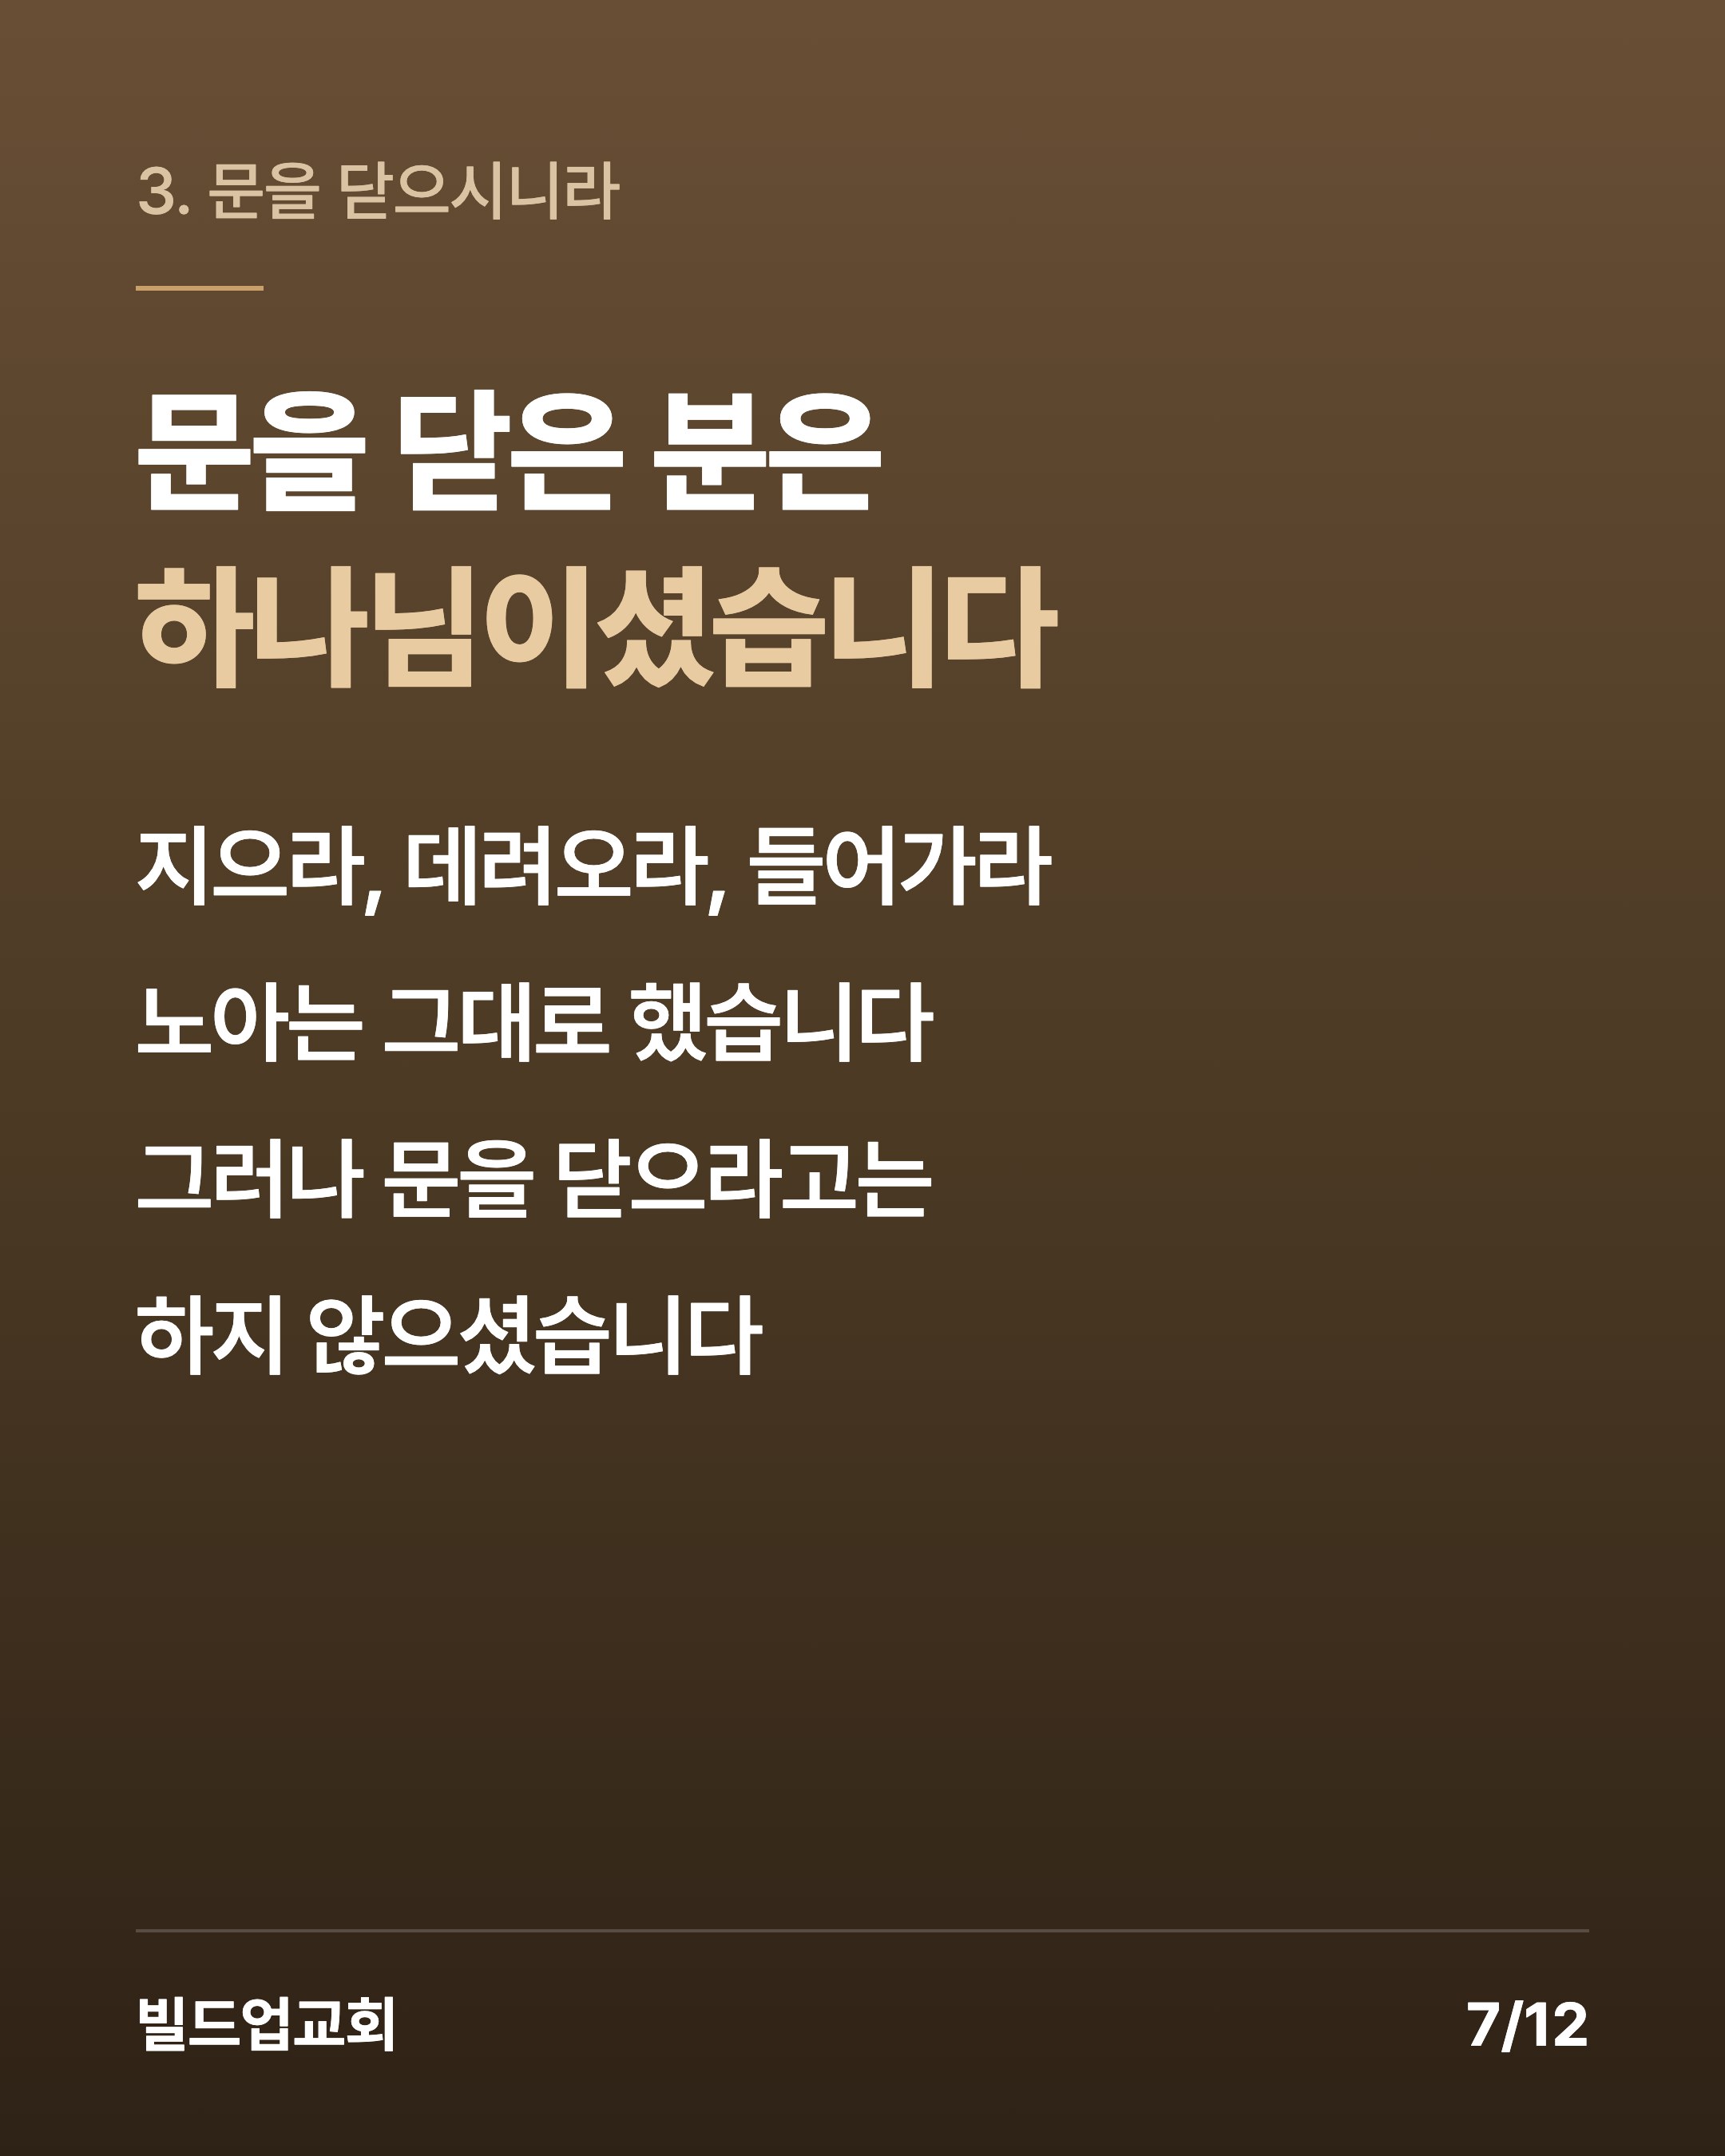 3. 문을 닫으시니라
문을 닫은 분은
하나님이셨습니다
지으라, 데려오라, 들어가라
노아는 그대로 했습니다
그러나 문을 닫으라고는
하지 않으셨습니다
빌드업교회
7/12